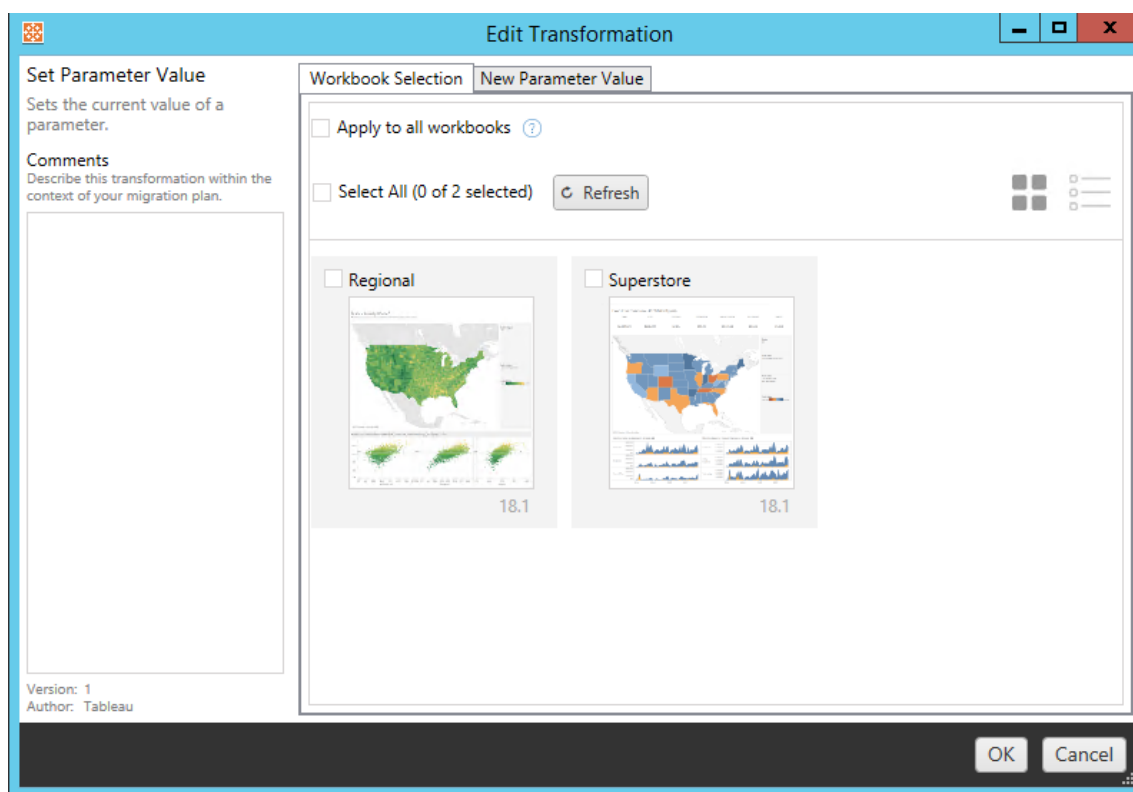 Edit Transformation
Set Parameter Value
Sets the current value of a
parameter.
Comments
Describe this transformation within the
context of your migration plan.
Version: 1
Author: Tableau
Workbook Selection
New Parameter Value
Apply to all workbooks ?
Select All (0 of 2 selected)
Refresh
Regional
18.1
Superstore
18.1
OK
Cancel